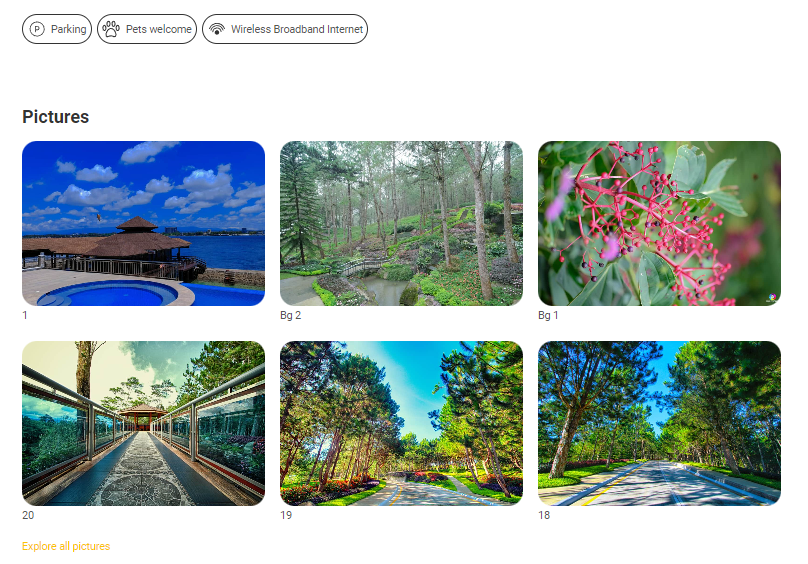 P Parking Pets welcome Wireless Broadband Internet
Pictures
1 Bg 2 Bg 1
20 19 18
Explore all pictures